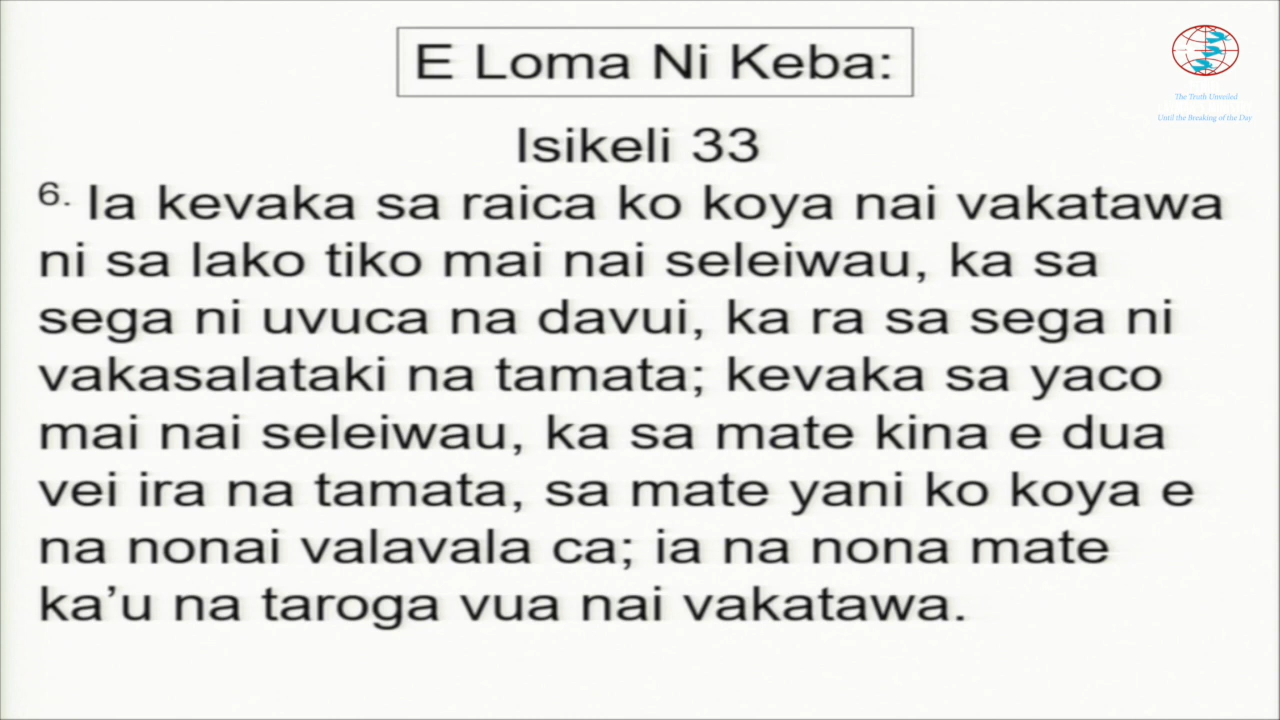 E Loma Ni Keba:
The Truth Unveiled
Until the Breaking of the Day
Isikeli 33
6. Ia kevaka sa raica ko koya nai vakatawa
ni sa lako tiko mai nai seleiwau, ka sa
sega ni uvuca na davui, ka ra sa sega ni
vakasalataki na tamata; kevaka sa yaco
mai nai seleiwau, ka sa mate kina e dua
vei ira na tamata, sa mate yani ko koya e
na nonai valavala ca; ia na nona mate
ka’u na taroga vua nai vakatawa.